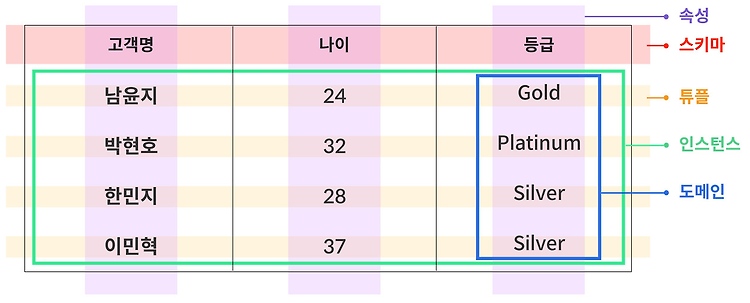 속성
고객명 나이 등급 스키마
남윤지 24 Gold 튜플
박현호 32 Platinum 인스턴스
한민지 28 Silver 도메인
이민혁 37 Silver